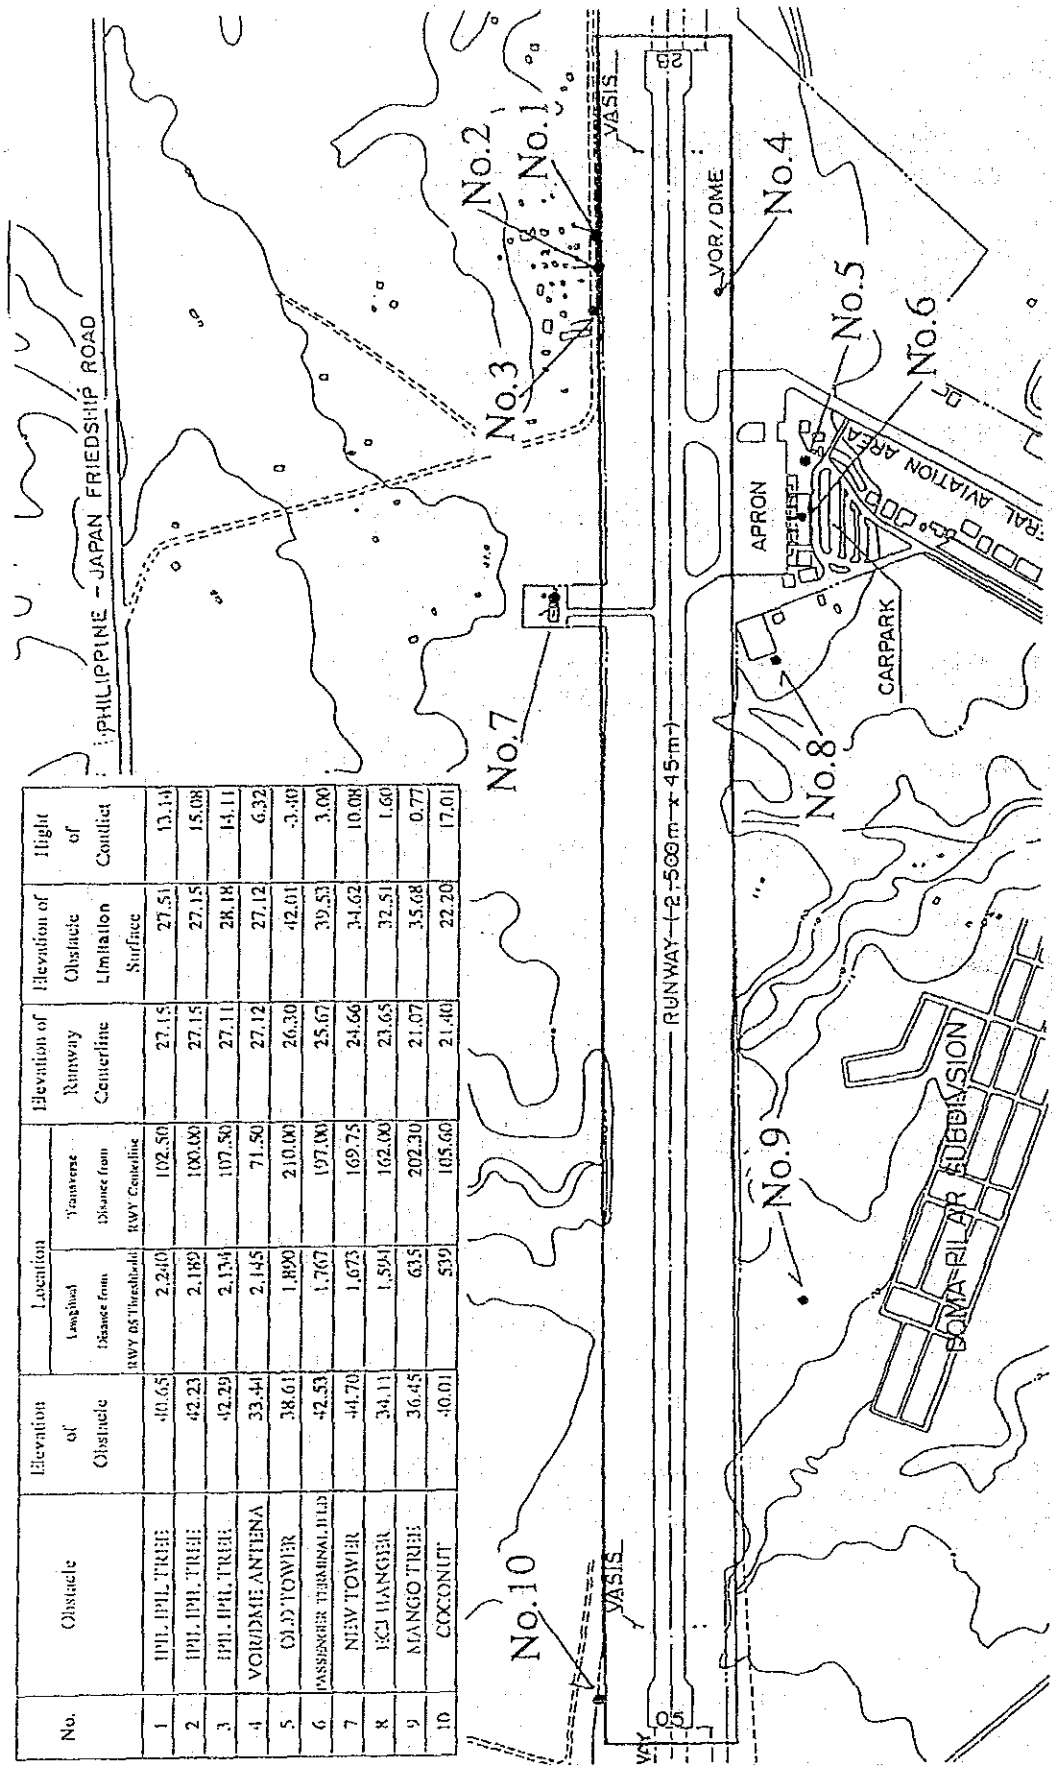 No.
Obstacle
Elevation
of
Obstacle
Location
Distance from
RWY 05 Threshold
Transverse
Distance from
RWY Centerline
Elevation of
Runway
Centerline
Elevation of
Obstacle
Limitation
Surface
Hight
of
Conflict
1 IPIL IPIL TREE 40.65 2,240 102.50 27.15 27.51 13.14
2 IPIL IPIL TREE 42.23 2,189 100.00 27.15 27.15 15.08
3 IPIL IPIL TREE 42.29 2,134 107.50 27.11 28.18 14.11
4 VOR/DME ANTENA 33.44 2,145 71.50 27.12 27.12 6.32
5 OLD TOWER 38.61 1,890 210.00 26.30 42.01 -3.40
6 PASSENGER TERMINAL BLD 42.53 1,767 197.00 25.67 39.53 3.00
7 NEW TOWER 44.70 1,673 169.75 24.66 34.62 10.08
8 HANGER 34.11 1,594 162.00 23.65 32.51 1.60
9 MANGO TREE 36.45 635 202.30 21.07 35.68 0.77
10 COCONUT 40.01 539 105.60 21.40 22.20 17.01
PHILIPPINE - JAPAN FRIEDSHIP ROAD
No.10
No.7
No.3
No.2
No.1
VASIS
VASIS
05
RUNWAY (2,500m x 45m)
23
VOR/DME
No.4
No.9
No.8
APRON
No.5
No.6
CARPARK
RAL AVIATION AREA
DOMA PILAR SUBDIVISION
WAY